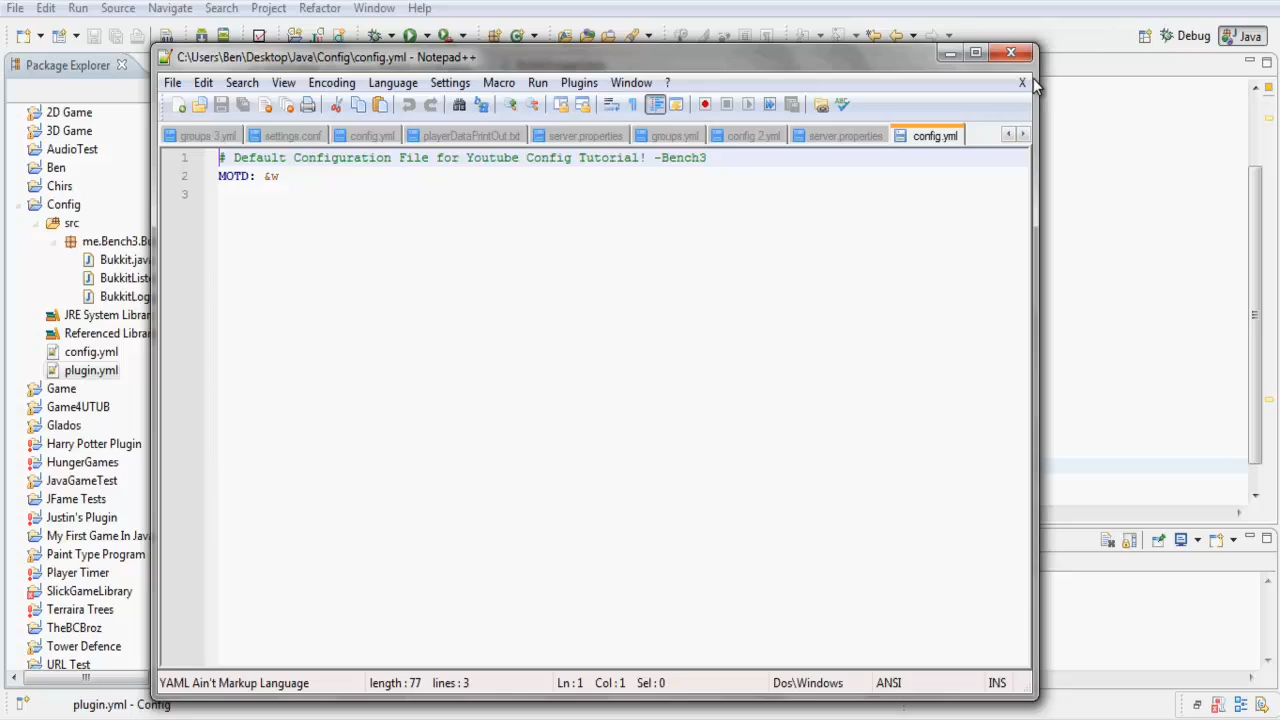 File Edit Run Source Navigate Search Project Refactor Window Help
Debug Java
Package Explorer
2D Game
3D Game
AudioTest
Ben
Chirs
Config
src
me.Bench3.Bu
Bukkit.java
BukkitListe
BukkitLog
JRE System Librar
Referenced Librar
config.yml
plugin.yml
Game
Game4UTUB
Glados
Harry Potter Plugin
HungerGames
JavaGameTest
JFame Tests
Justin's Plugin
My First Game In Java
Paint Type Program
Player Timer
SlickGameLibrary
Terraira Trees
TheBCBroz
Tower Defence
URL Test
plugin.yml - Config
C:\Users\Ben\Desktop\Java\Config\config.yml - Notepad++
File Edit Search View Encoding Language Settings Macro Run Plugins Window ? X
groups 3.yml settings.conf config.yml playerDataPrintOut.txt server.properties groups.yml config 2.yml server.properties config.yml
1 # Default Configuration File for Youtube Config Tutorial! -Bench3
2 MOTD: &w
3
YAML Ain't Markup Language length:77 lines:3 Ln:1 Col:1 Sel:0 Dos\Windows ANSI INS